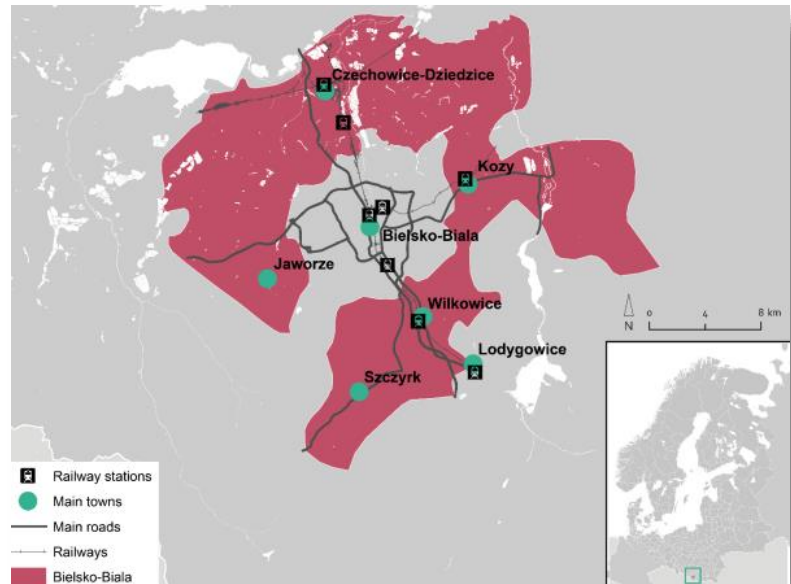 Czechowice-Dziedzice
Kozy
Bielsko-Biala
Jaworze
Wilkowice
Lodygowice
Szczyrk
N
0 4 8 km
Railway stations
Main towns
Main roads
Railways
Bielsko-Biala